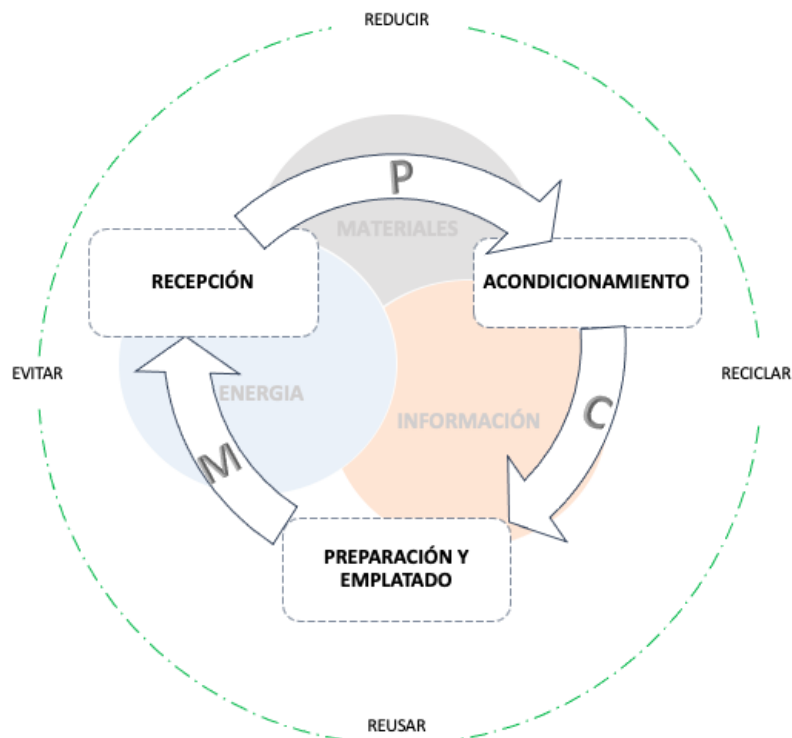 REDUCIR
P
MATERIALES
RECEPCIÓN
ACONDICIONAMIENTO
EVITAR
RECICLAR
ENERGIA
INFORMACIÓN
C
M
PREPARACIÓN Y
EMPLATADO
REUSAR